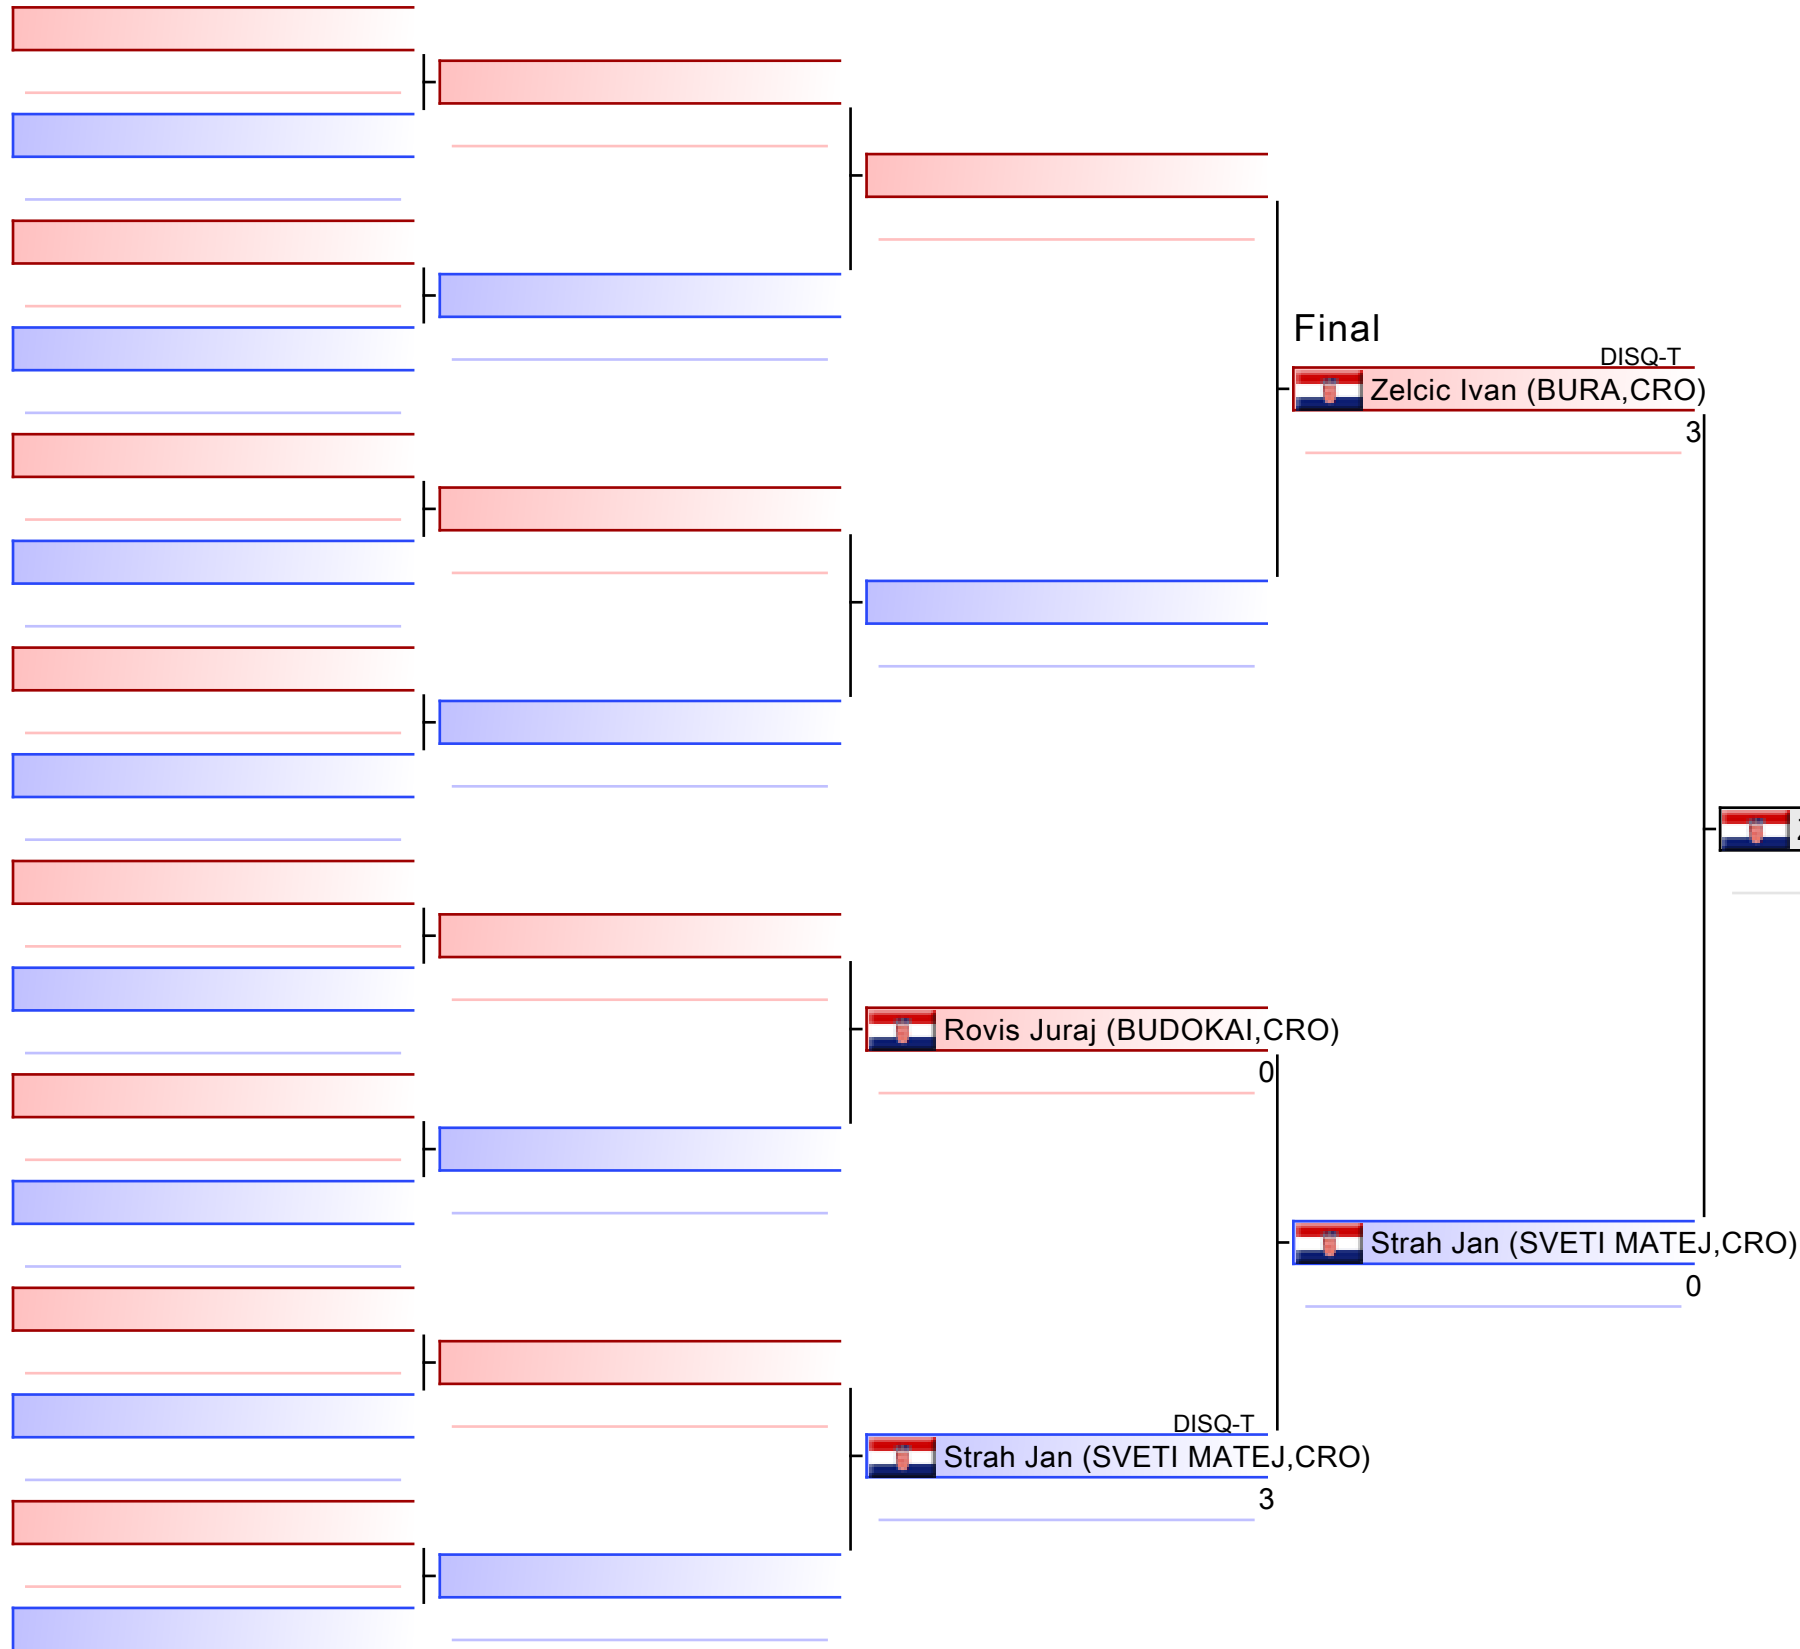 Final
DISQ-T
Zelcic Ivan (BURA,CRO)
3
Rovis Juraj (BUDOKAI,CRO)
0
Strah Jan (SVETI MATEJ,CRO)
0
DISQ-T
Strah Jan (SVETI MATEJ,CRO)
3